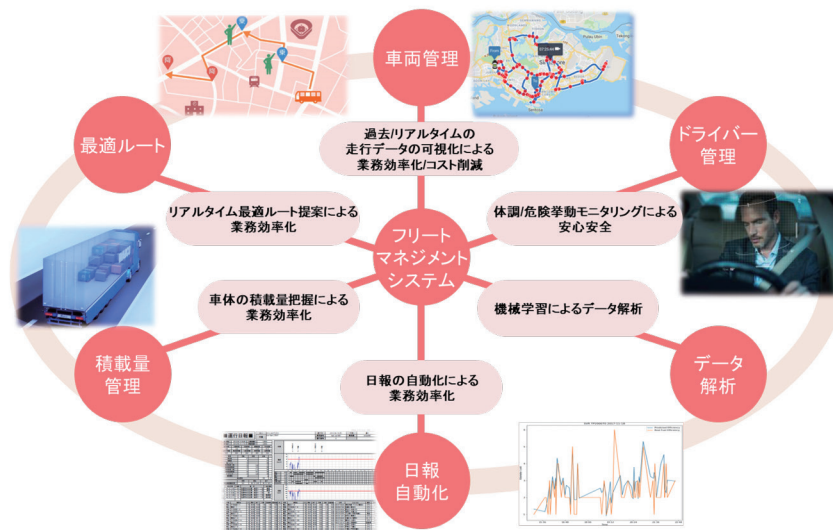 車両管理
過去/リアルタイムの
走行データの可視化による
業務効率化/コスト削減
最適ルート
リアルタイム最適ルート提案による
業務効率化
ドライバー
管理
体調/危険挙動モニタリングによる
安心安全
フリート
マネジメント
システム
車体の積載量把握による
業務効率化
機械学習によるデータ解析
積載量
管理
データ
解析
日報の自動化による
業務効率化
日報
自動化